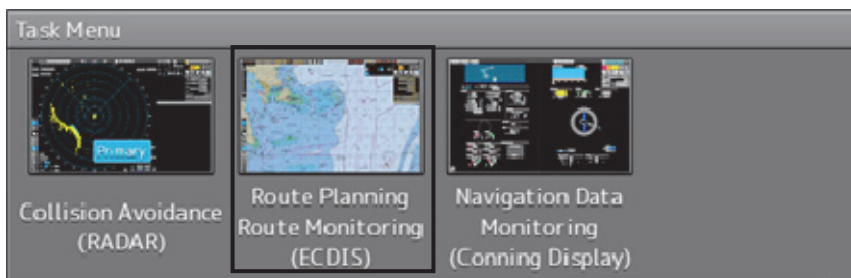 Task Menu
Primary
Collision Avoidance
(RADAR)
Route Planning
Route Monitoring
(ECDIS)
Navigation Data
Monitoring
(Conning Display)